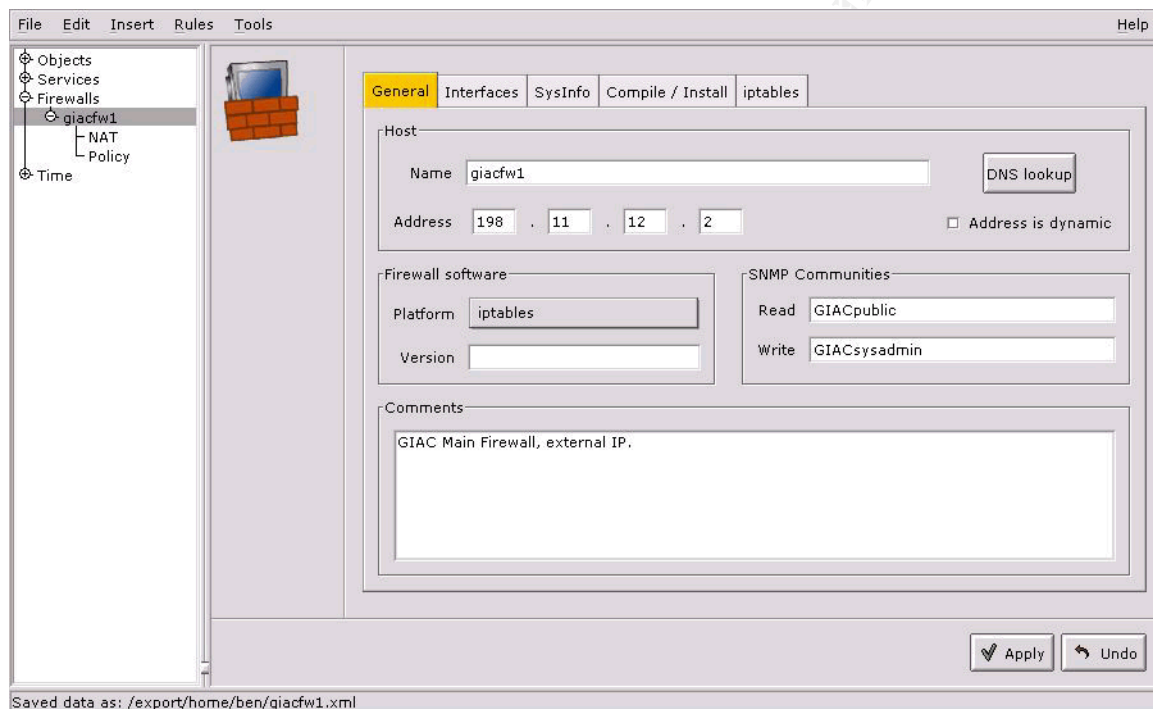 File Edit Insert Rules Tools Help
Objects
Services
Firewalls
giacfw1
NAT
Policy
Time
General Interfaces SysInfo Compile / Install iptables
Host
Name giacfw1 DNS lookup
Address 198 . 11 . 12 . 2 Address is dynamic
Firewall software
Platform iptables
Version
SNMP Communities
Read GIACpublic
Write GIACsysadmin
Comments
GIAC Main Firewall, external IP.
Apply Undo
Saved data as: /export/home/ben/giacfw1.xml